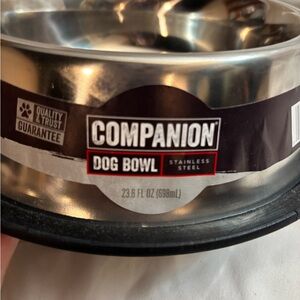 QUALITY
& TRUST
GUARANTEE
COMPANION
DOG BOWL
STAINLESS
STEEL
23.6 FL OZ (698mL)